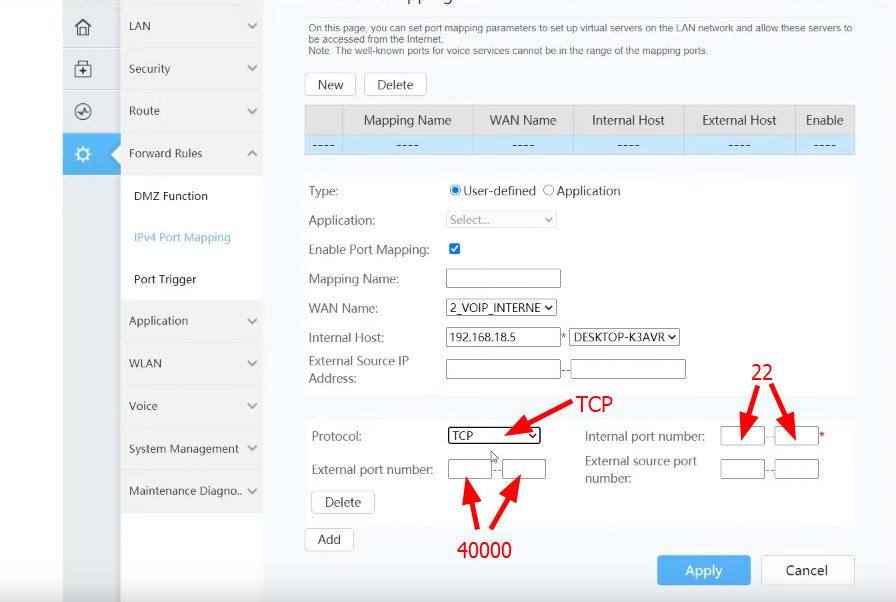 LAN
Security
Route
Forward Rules
DMZ Function
IPv4 Port Mapping
Port Trigger
Application
WLAN
Voice
System Management
Maintenance Diagno..
On this page, you can set port mapping parameters to set up virtual servers on the LAN network and allow these servers to
be accessed from the Internet.
Note: The well-known ports for voice services cannot be in the range of the mapping ports.
New Delete
Mapping Name WAN Name Internal Host External Host Enable
---- ---- ---- ---- ---- ----
Type: User-defined Application
Application: Select...
Enable Port Mapping:
Mapping Name:
WAN Name: 2_VOIP_INTERNE
Internal Host: 192.168.18.5 * DESKTOP-K3AVR
External Source IP
Address: --
22
TCP
Protocol: TCP Internal port number: -- *
External port number: -- External source port
number: --
Delete
Add
40000
Apply Cancel